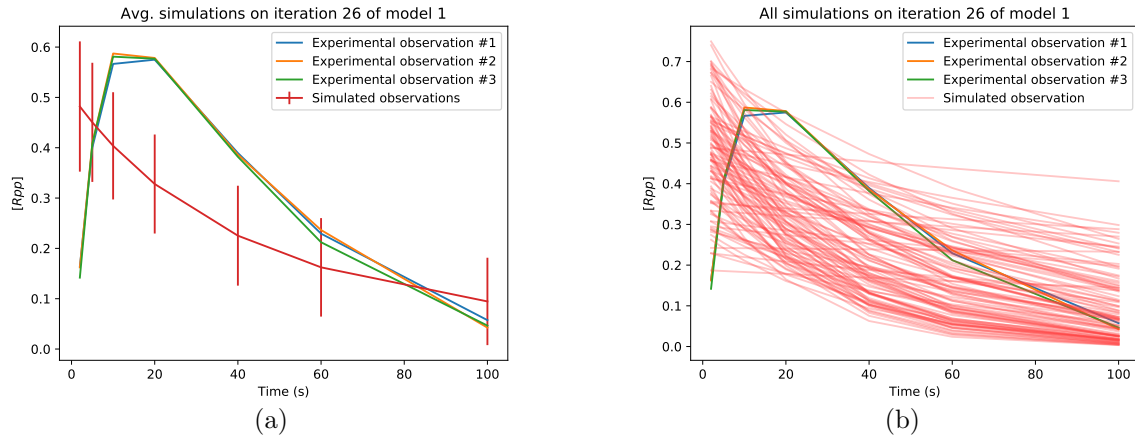 Avg. simulations on iteration 26 of model 1
[Rpp]
0.6
0.5
0.4
0.3
0.2
0.1
0.0
Experimental observation #1
Experimental observation #2
Experimental observation #3
Simulated observations
0 20 40 60 80 100
Time (s)
(a)
All simulations on iteration 26 of model 1
[Rpp]
0.7
0.6
0.5
0.4
0.3
0.2
0.1
0.0
Experimental observation #1
Experimental observation #2
Experimental observation #3
Simulated observation
0 20 40 60 80 100
Time (s)
(b)